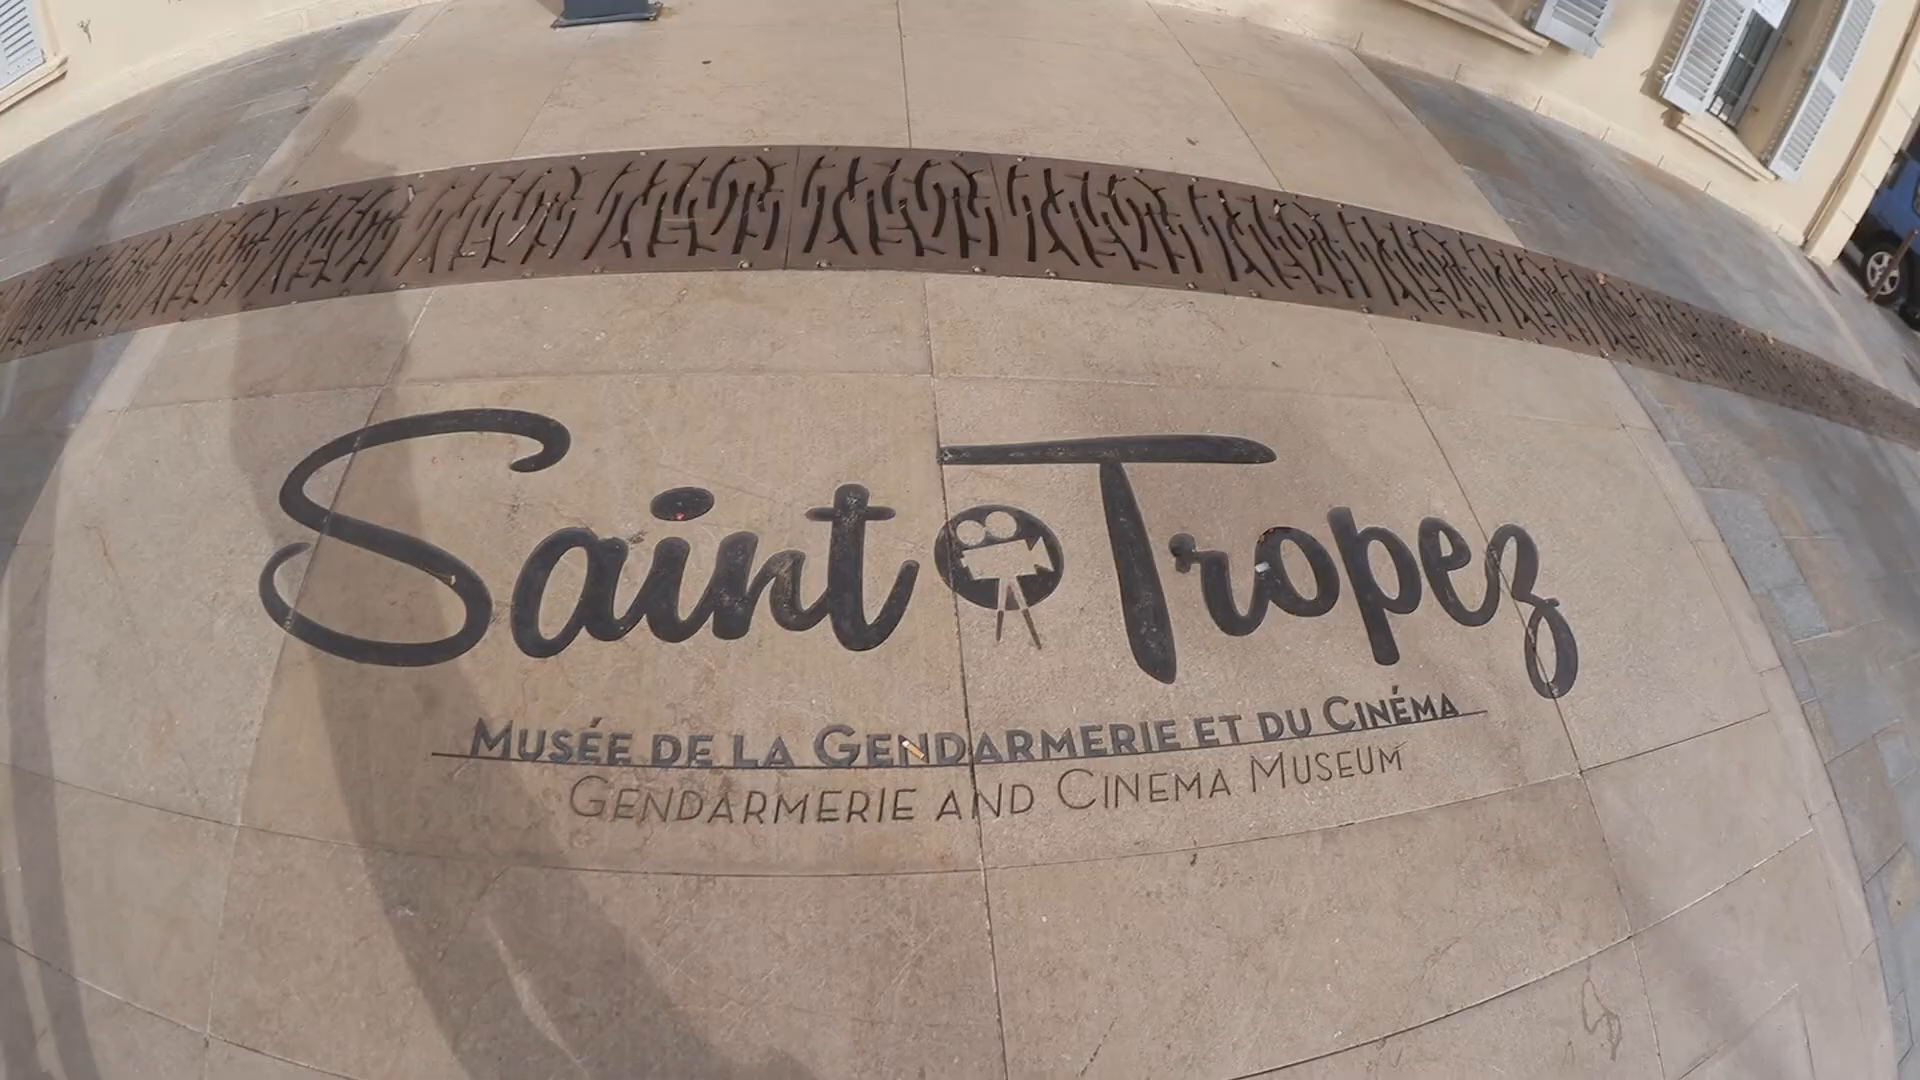 Saint Tropez
Musée de la Gendarmerie et du Cinéma
Gendarmerie and Cinema Museum